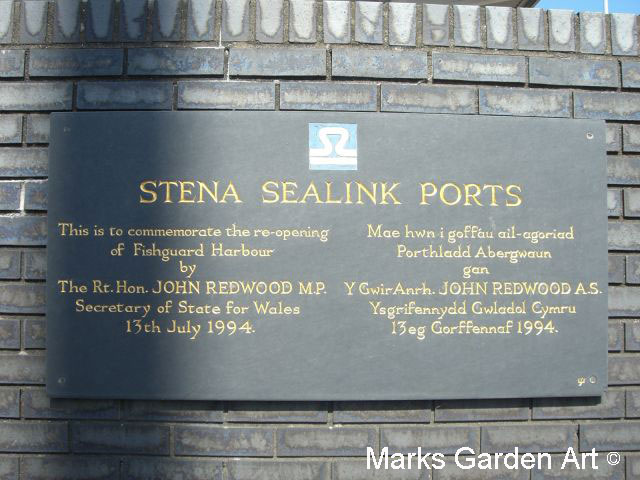 STENA SEALINK PORTS
This is to commemorate the re-opening
of Fishguard Harbour
by
The Rt. Hon. JOHN REDWOOD M.P.
Secretary of State for Wales
13th July 1994.
Mae hwn i goffáu ail-agoriad
Porthladd Abergwaun
gan
Y Gwir Anrh. JOHN REDWOOD A.S.
Ysgrifennydd Gwladol Cymru
13eg Gorffennaf 1994.
Marks Garden Art ©